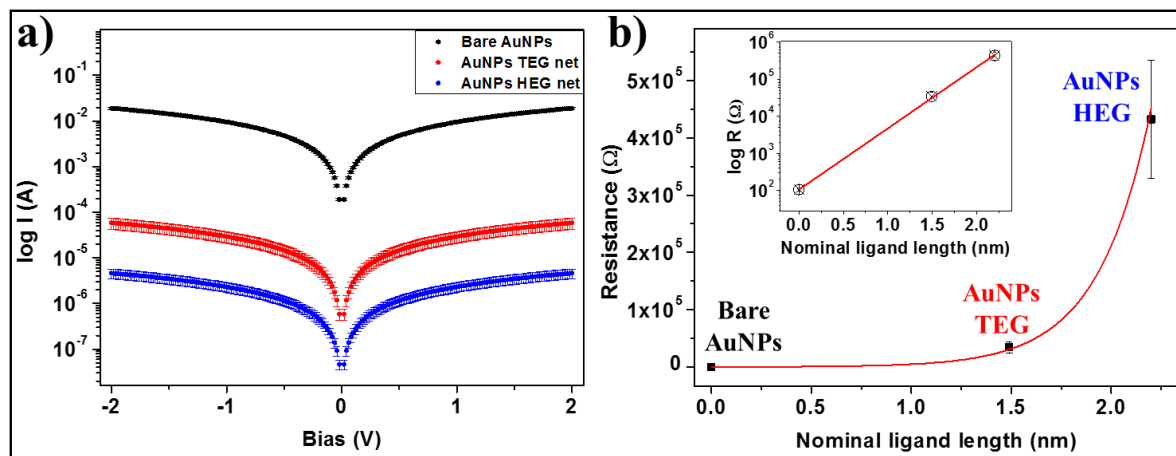 a)
log I (A)
10⁻¹
10⁻²
10⁻³
10⁻⁴
10⁻⁵
10⁻⁶
10⁻⁷
Bare AuNPs
AuNPs TEG net
AuNPs HEG net
-2
-1
0
1
2
Bias (V)
b)
Resistance (Ω)
5x10⁵
4x10⁵
3x10⁵
2x10⁵
1x10⁵
0
log R (Ω)
10⁶
10⁵
10⁴
10³
10²
0.0
0.5
1.0
1.5
2.0
Nominal ligand length (nm)
AuNPs
HEG
AuNPs
TEG
Bare
AuNPs
0.0
0.5
1.0
1.5
2.0
Nominal ligand length (nm)